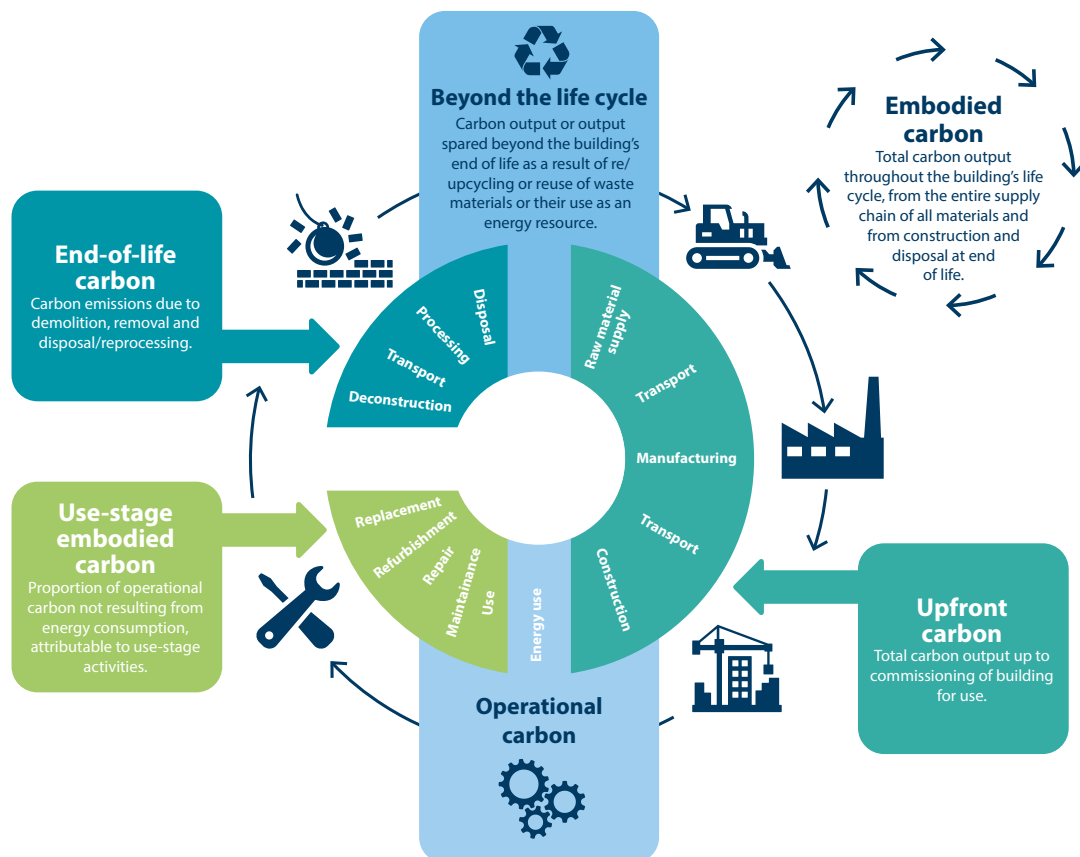 Beyond the life cycle
Carbon output or output
spared beyond the building's
end of life as a result of re/
upcycling or reuse of waste
materials or their use as an
energy resource.
Embodied
carbon
Total carbon output
throughout the building's life
cycle, from the entire supply
chain of all materials and
from construction and
disposal at end
of life.
End-of-life
carbon
Carbon emissions due to
demolition, removal and
disposal/reprocessing.
Disposal
Processing
Transport
Deconstruction
Raw material
supply
Transport
Manufacturing
Transport
Construction
Use-stage
embodied
carbon
Proportion of operational
carbon not resulting from
energy consumption,
attributable to use-stage
activities.
Replacement
Refurbishment
Repair
Maintainance
Use
Energy use
Upfront
carbon
Total carbon output up to
commissioning of building
for use.
Operational
carbon